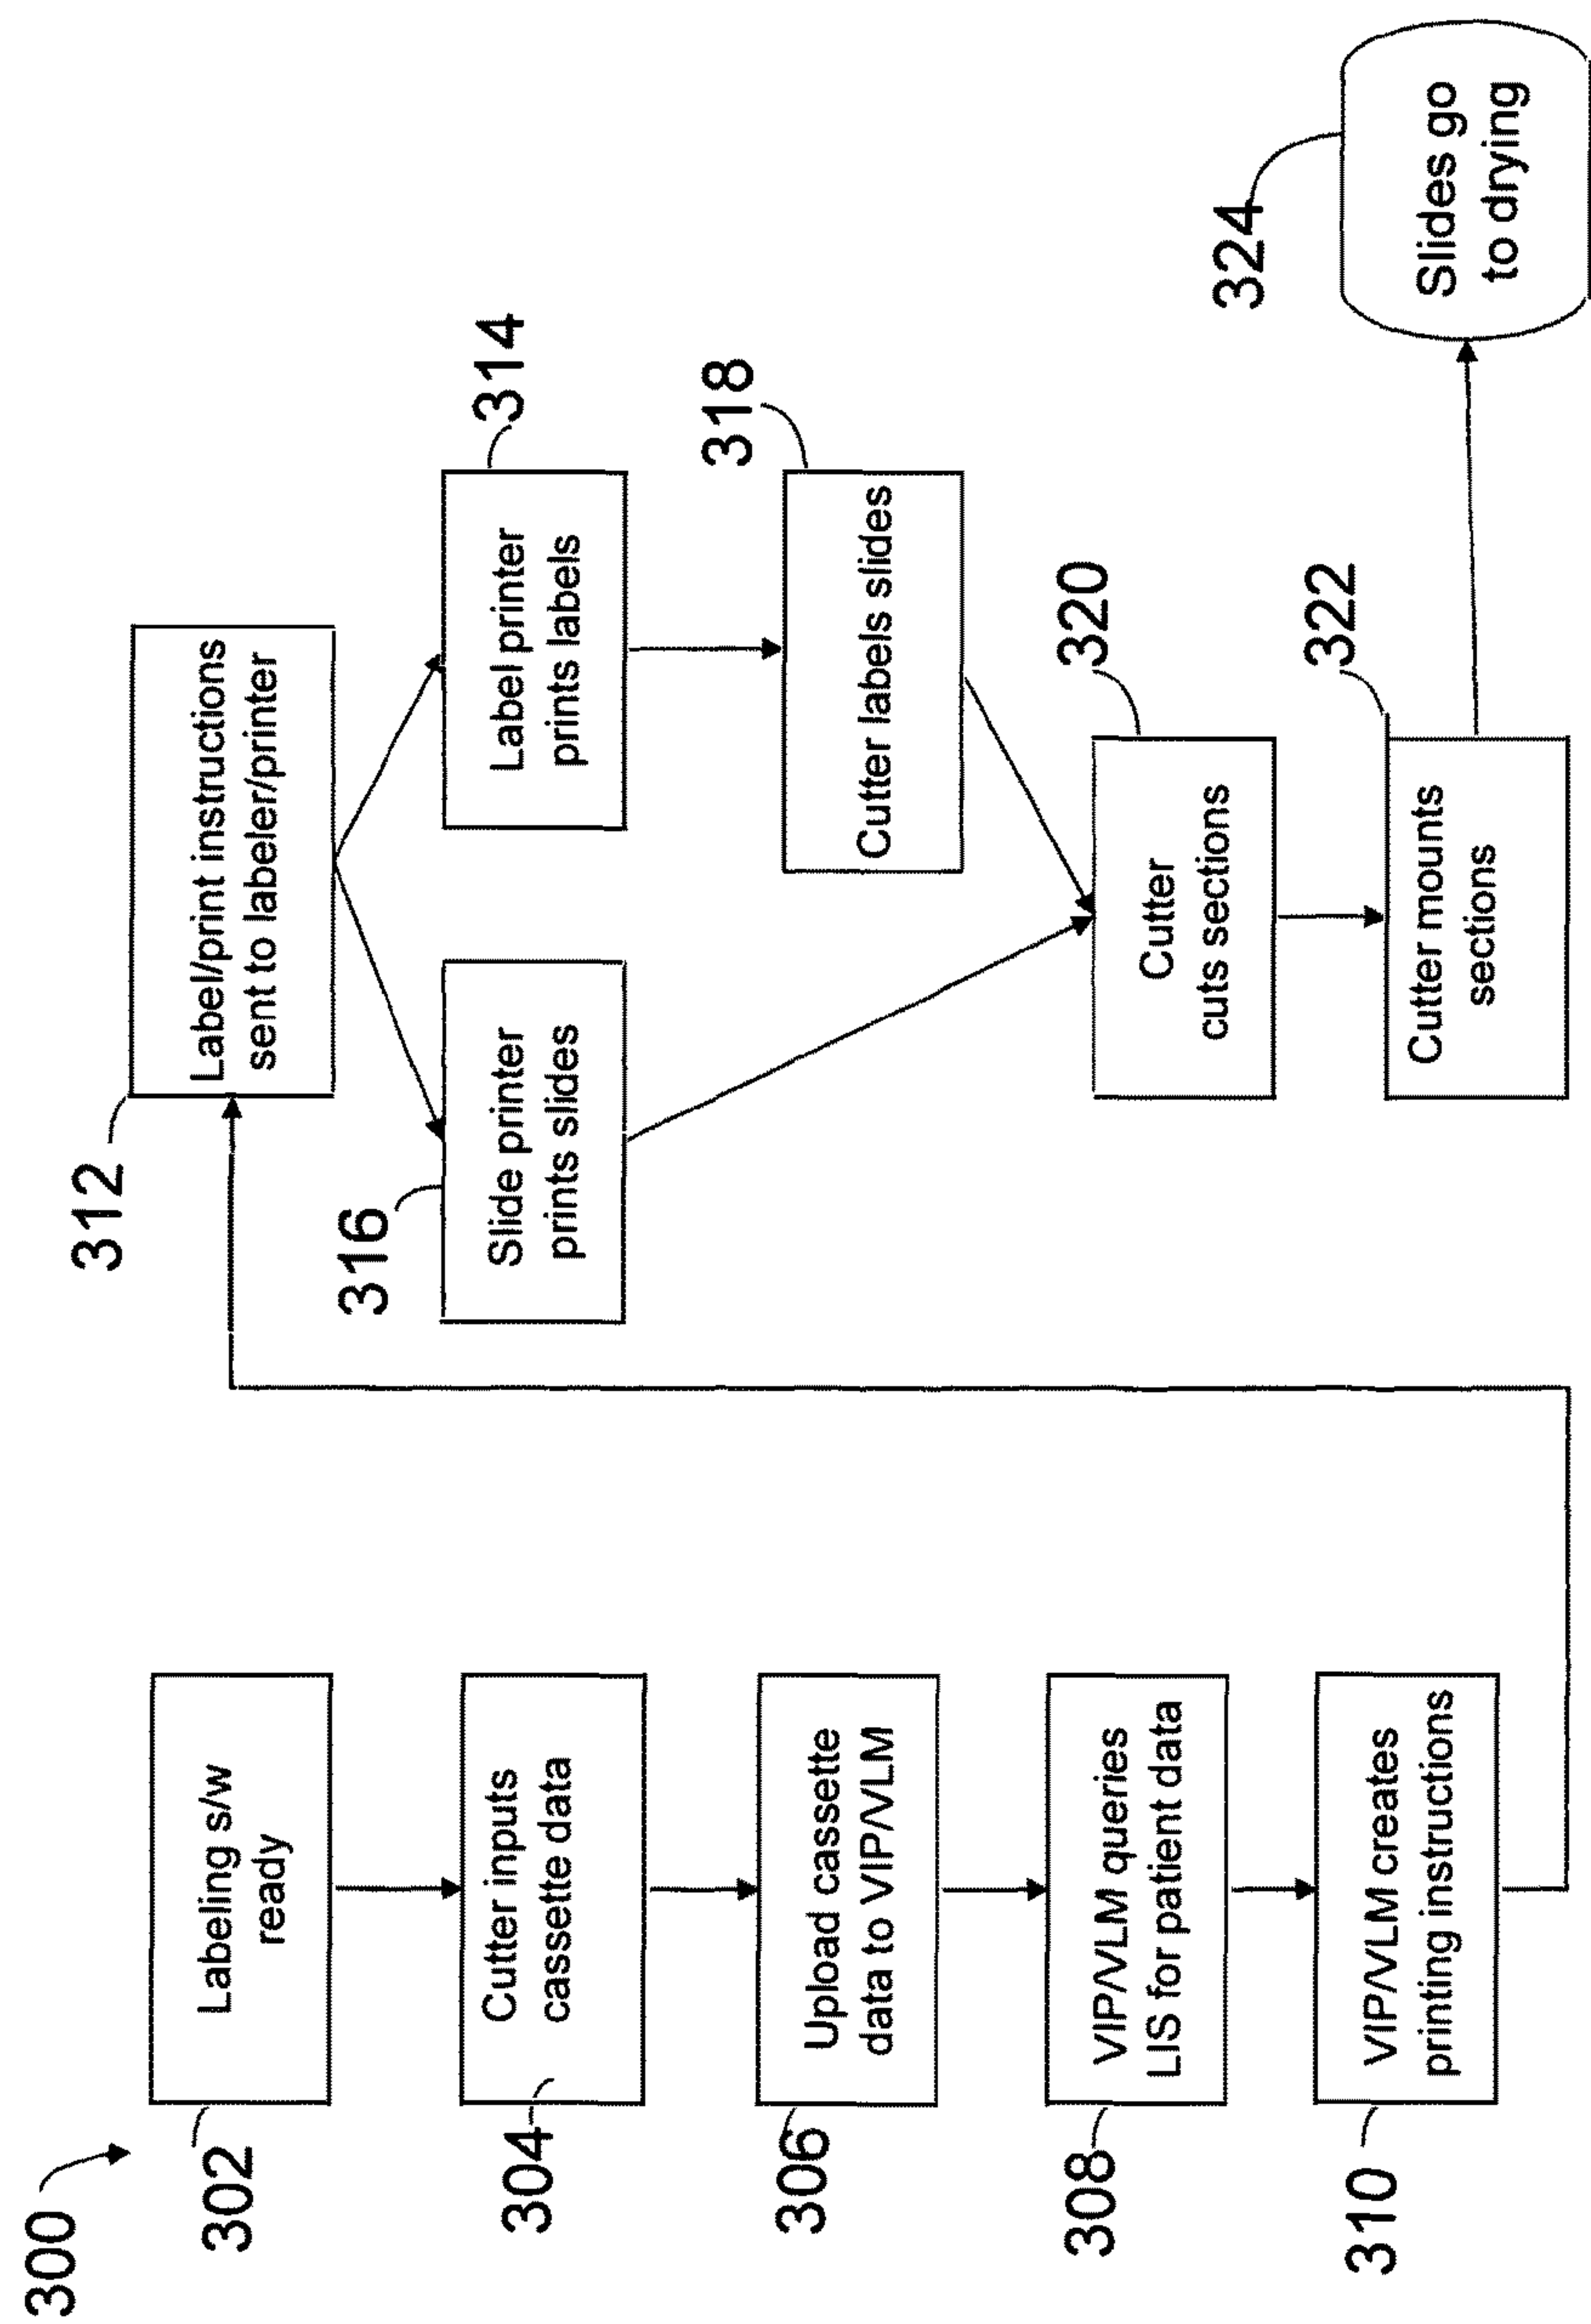 300
302
Labeling s/w
ready
304
Cutter inputs
cassette data
306
Upload cassette
data to VIP/VLM
308
VIP/VLM queries
LIS for patient data
310
VIP/VLM creates
printing instructions
312
Label/print instructions
sent to labeler/printer
316
Slide printer
prints slides
314
Label printer
prints labels
318
Cutter labels slides
320
Cutter
cuts sections
322
Cutter mounts
sections
324
Slides go
to drying